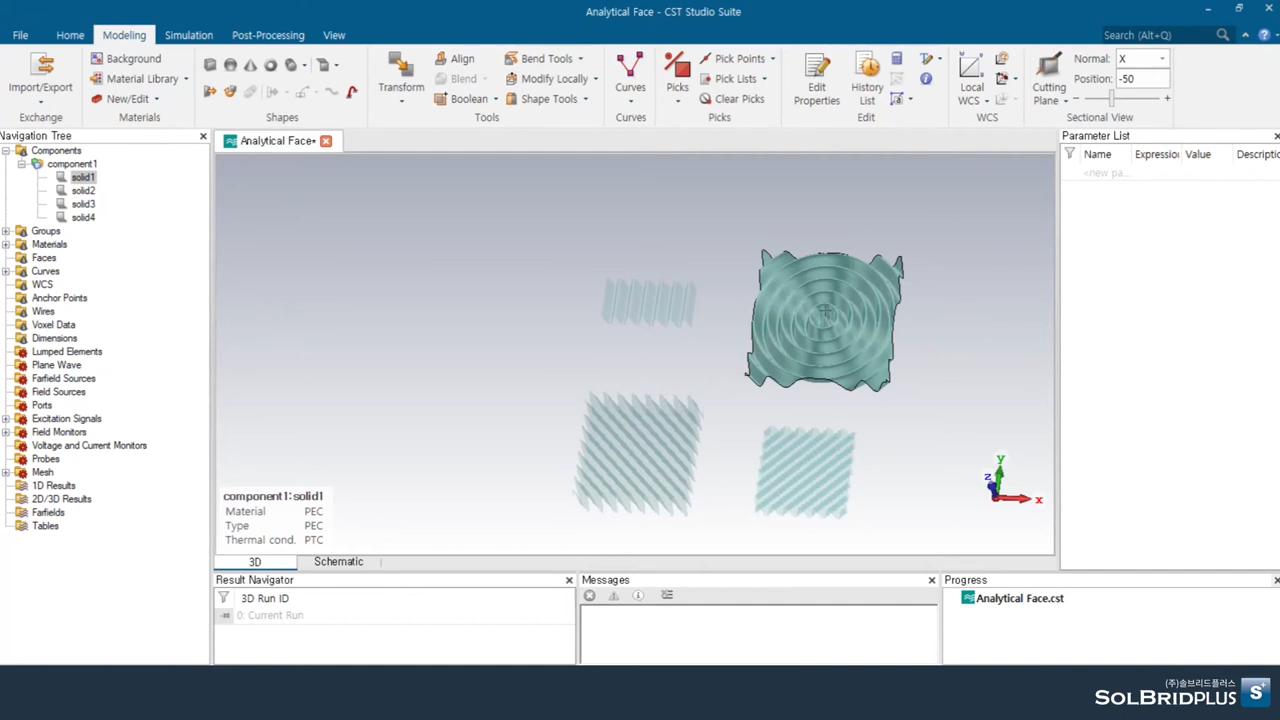 Analytical Face - CST Studio Suite
File Home Modeling Simulation Post-Processing View Search (Alt+Q)
Import/Export
Exchange
Background
Material Library
New/Edit
Materials
Shapes
Transform
Align
Blend
Boolean
Bend Tools
Modify Locally
Shape Tools
Tools
Curves
Curves
Picks
Pick Points
Pick Lists
Clear Picks
Picks
Edit
Properties
History
List
Edit
Local
WCS
WCS
Cutting
Plane
Normal: X
Position: -50
Sectional View
Navigation Tree
Components
component1
solid1
solid2
solid3
solid4
Groups
Materials
Faces
Curves
WCS
Anchor Points
Wires
Voxel Data
Dimensions
Lumped Elements
Plane Wave
Farfield Sources
Field Sources
Ports
Excitation Signals
Field Monitors
Voltage and Current Monitors
Probes
Mesh
1D Results
2D/3D Results
Farfields
Tables
Analytical Face*
component1:solid1
Material PEC
Type PEC
Thermal cond. PTC
y
z
x
3D Schematic
Parameter List
Name Expressio Value Descripti
<new pa...
Result Navigator
3D Run ID
0: Current Run
Messages
Progress
Analytical Face.cst
(주)솔브리드플러스
SOLBRIDPLUS
S+